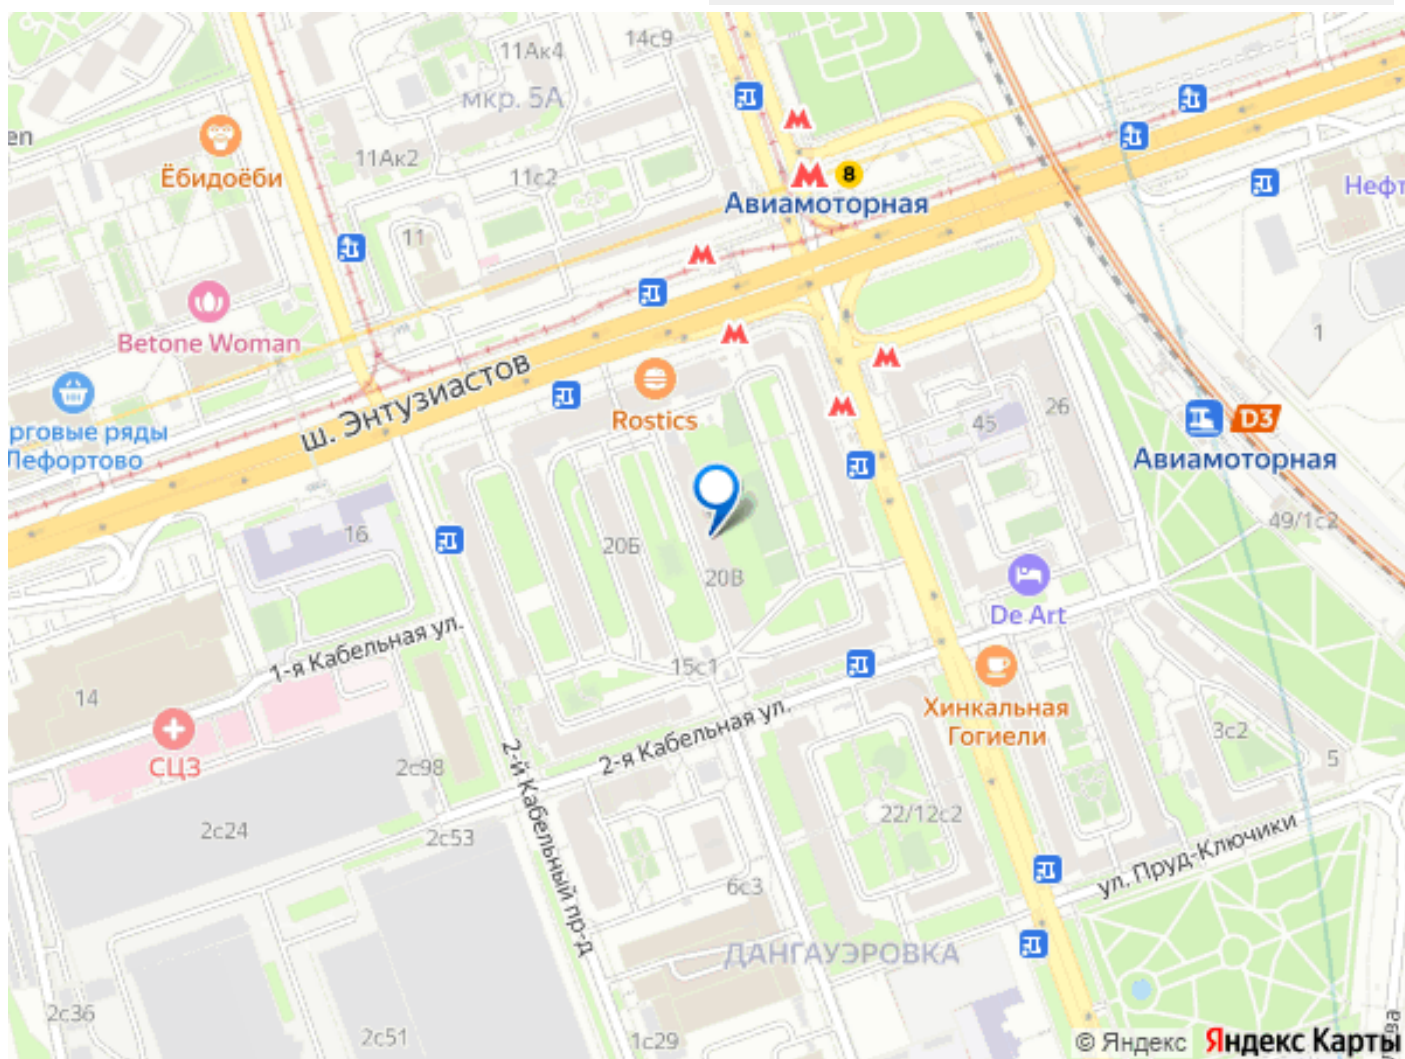 14с9
11Ак4
мкр. 5А
en
Ёбидоёби
11Ак2
11с2
8
Авиамоторная
Нефт
11
Betone Woman
1
ш. Энтузиастов
Rostics
26
45
D3
Авиамоторная
рговые ряды
Лефортово
49/1с2
16
20Б
20В
De Art
1-я Кабельная ул.
15с1
14
Хинкальная
Гогиели
3с2
5
СЦЗ
2с98
2-я Кабельная ул.
2-й Кабельный пр-д
22/12с2
2с24
2с53
ул. Пруд-Ключики
6с3
ДАНГАУЭРОВКА
2с36
2с51
1с29
© Яндекс
Яндекс Карты
ва